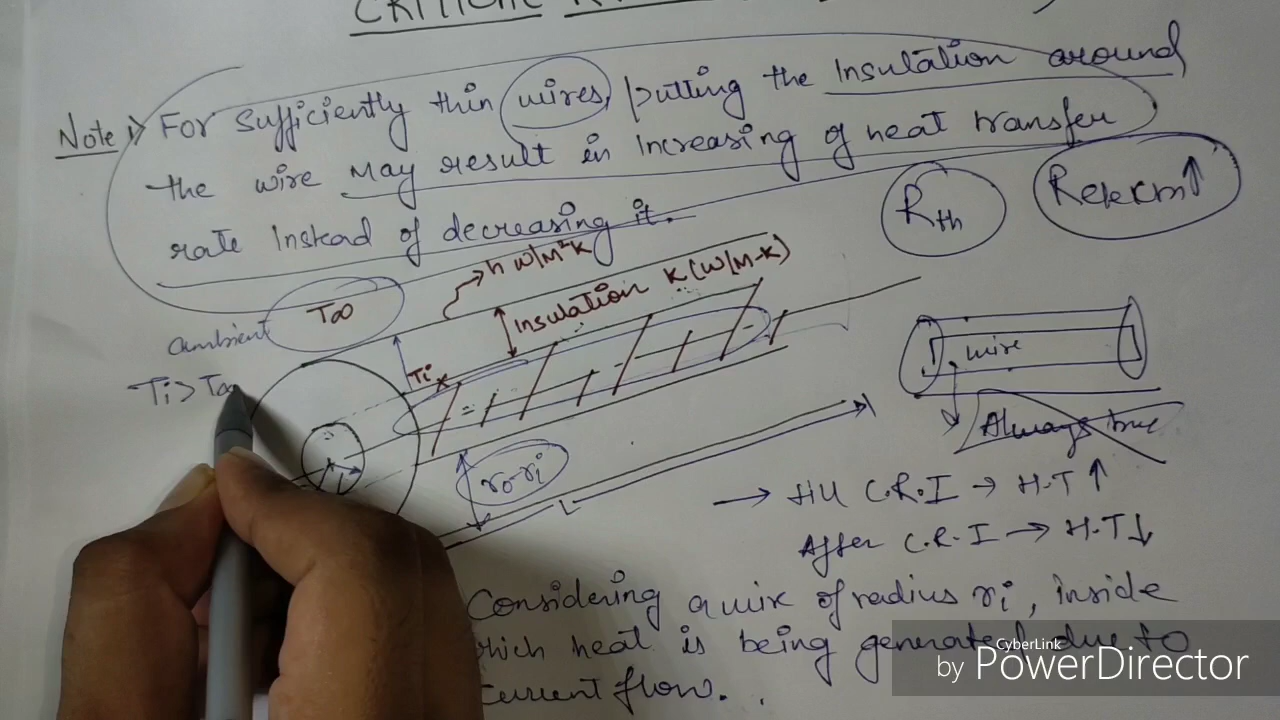 Note 1) For sufficiently thin wires, putting the Insulation around
the wire may result in Increasing of heat transfer
rate Instead of decreasing it.
Rth
h W/M²K
Insulation K (W/M-K)
T∞
ambient
Ti > T∞
Ti
wire
Always true
ri
ro-ri
L
→ till C.R.I → H.T ↑
After C.R.I → H.T ↓
Considering a wire of radius ri, inside
which heat is being generated due to
current flow.
CyberLink
by PowerDirector